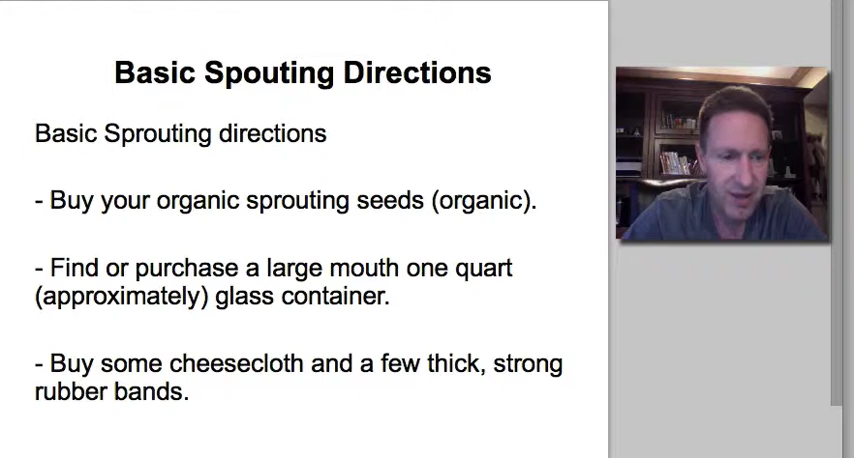 Basic Spouting Directions
Basic Sprouting directions
- Buy your organic sprouting seeds (organic).
- Find or purchase a large mouth one quart
(approximately) glass container.
- Buy some cheesecloth and a few thick, strong
rubber bands.